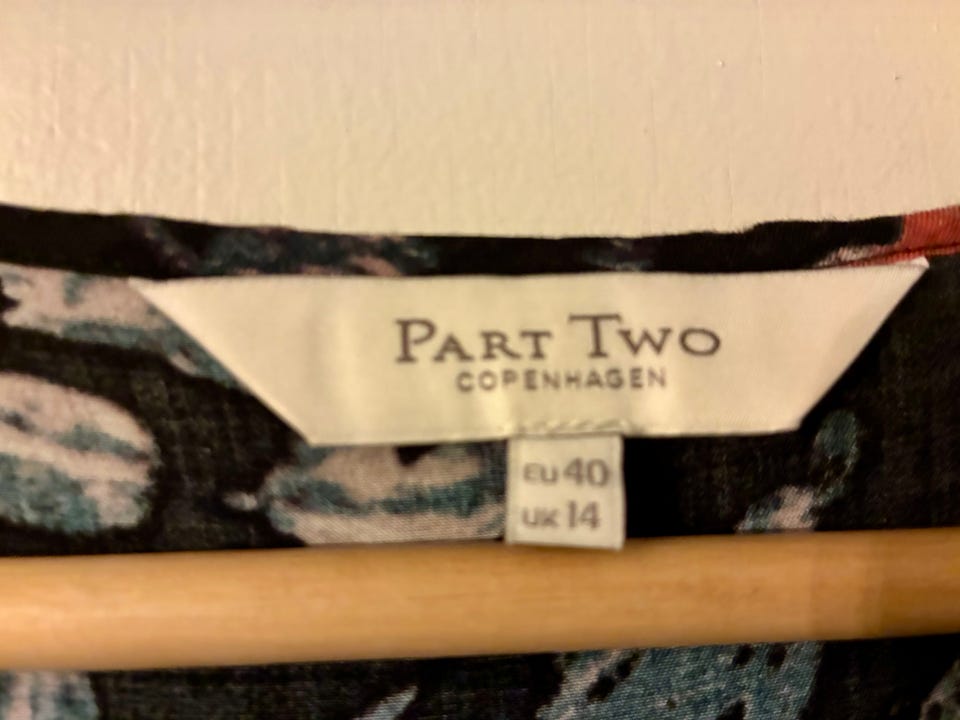 PART TWO
COPENHAGEN
EU 40
UK 14